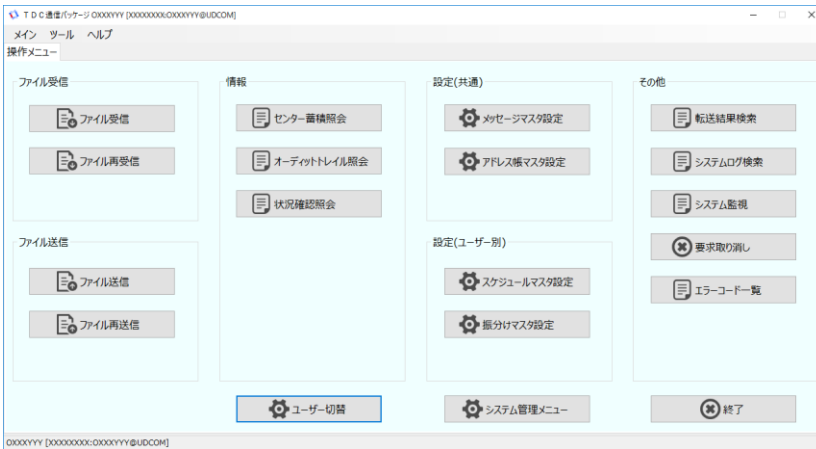 TDC通信パッケージ OXXXYYY [XXXXXXXX:OXXXYYY@UDCOM]
メイン ツール ヘルプ
操作メニュー
ファイル受信
ファイル受信
ファイル再受信
ファイル送信
ファイル送信
ファイル再送信
情報
センター蓄積照会
オーディットトレイル照会
状況確認照会
ユーザー切替
設定(共通)
メッセージマスタ設定
アドレス帳マスタ設定
設定(ユーザー別)
スケジュールマスタ設定
振分けマスタ設定
システム管理メニュー
その他
転送結果検索
システムログ検索
システム監視
要求取り消し
エラーコード一覧
終了
OXXXYYY [XXXXXXXX:OXXXYYY@UDCOM]